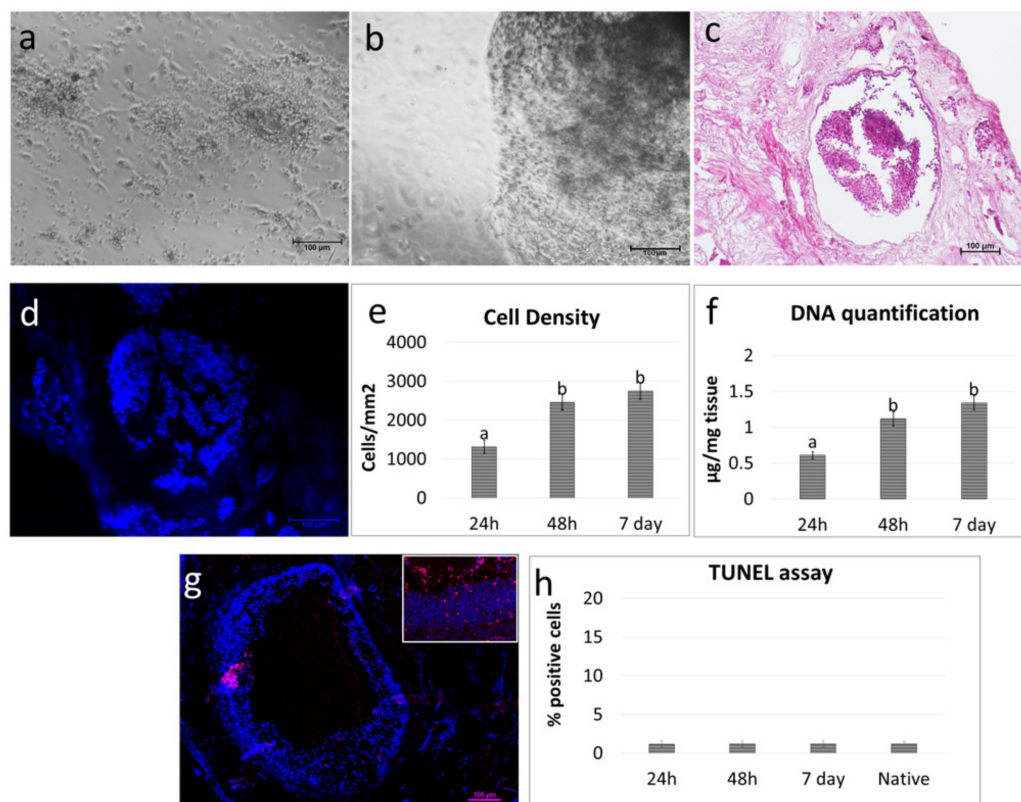 a
100 µm
b
100 µm
c
100 µm
d
100 µm
e
Cell Density
Cells/mm2
4000
3000
2000
1000
0
a
b
b
24h
48h
7 day
f
DNA quantification
µg/mg tissue
2
1.5
1
0.5
0
a
b
b
24h
48h
7 day
g
100 µm
h
TUNEL assay
% positive cells
20
15
10
5
0
24h
48h
7 day
Native